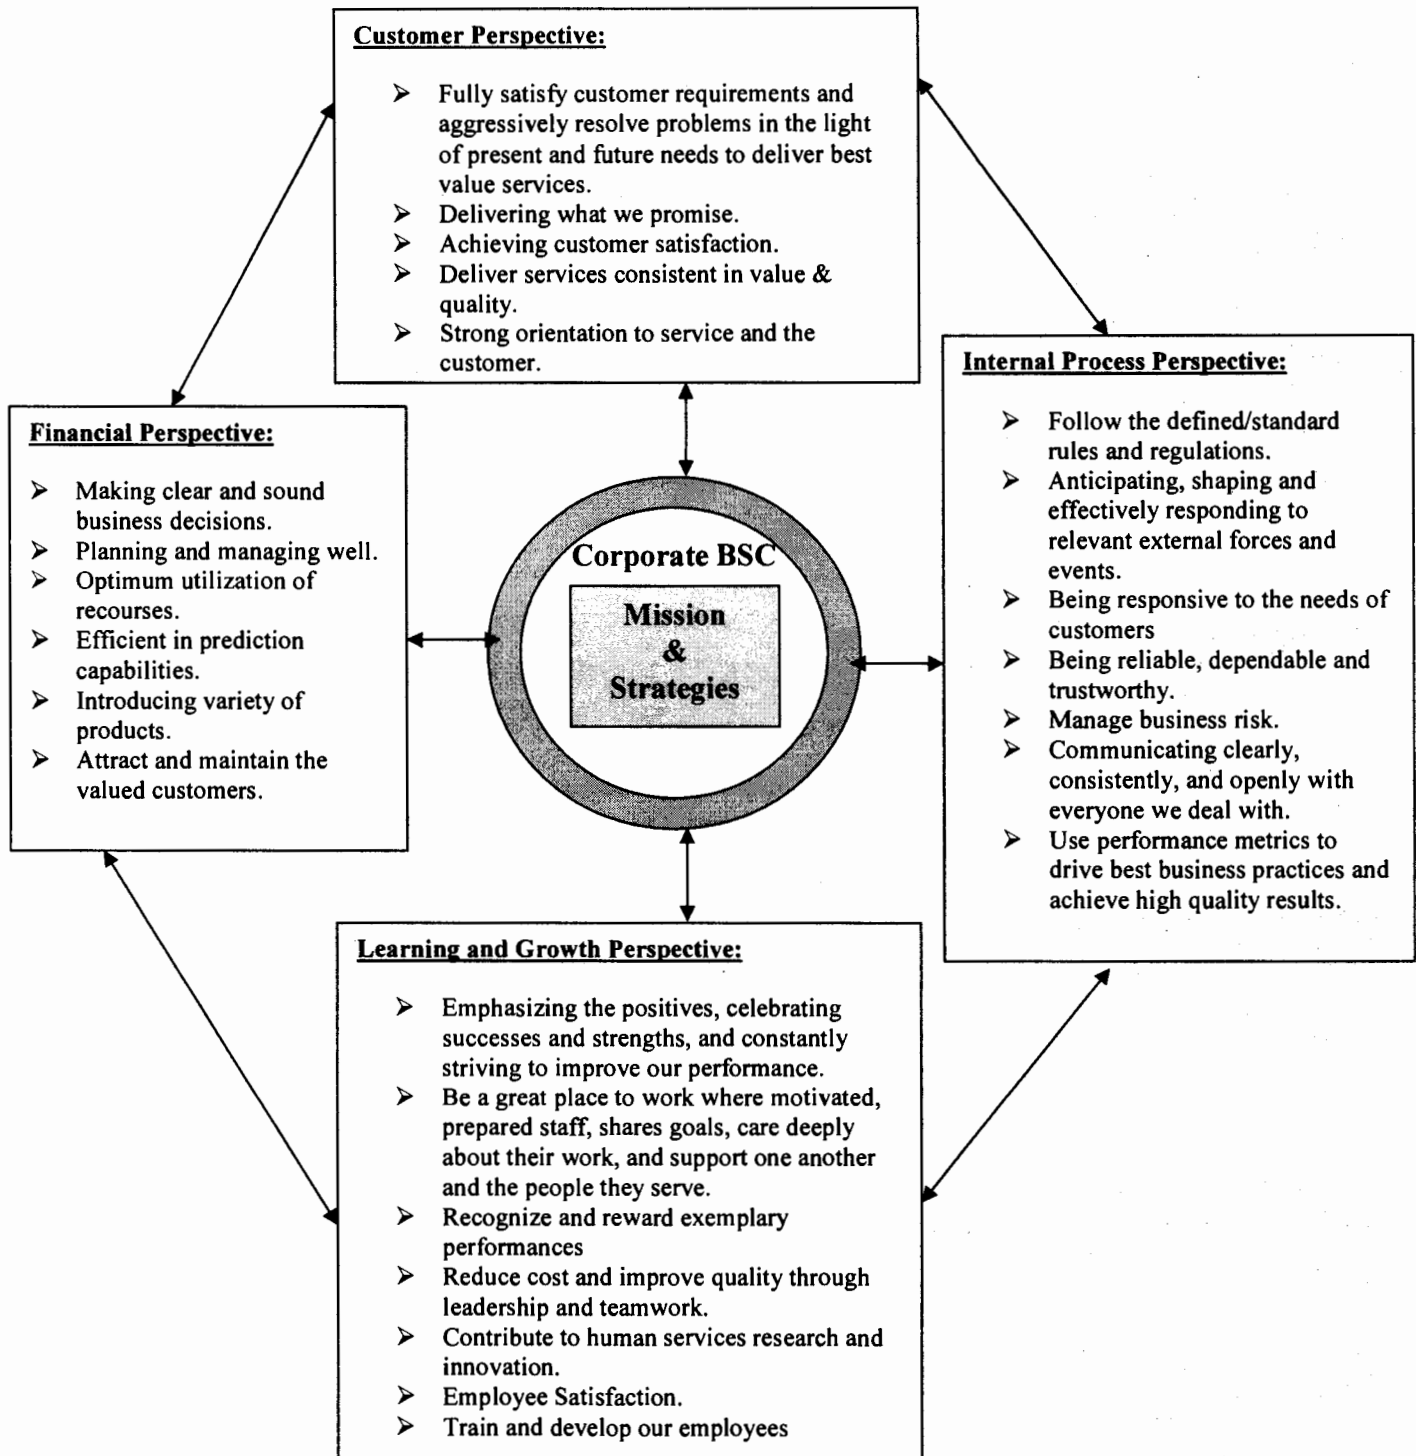 Customer Perspective:
➢ Fully satisfy customer requirements and
aggressively resolve problems in the light
of present and future needs to deliver best
value services.
➢ Delivering what we promise.
➢ Achieving customer satisfaction.
➢ Deliver services consistent in value &
quality.
➢ Strong orientation to service and the
customer.
Financial Perspective:
➢ Making clear and sound
business decisions.
➢ Planning and managing well.
➢ Optimum utilization of
recourses.
➢ Efficient in prediction
capabilities.
➢ Introducing variety of
products.
➢ Attract and maintain the
valued customers.
Corporate BSC
Mission
&
Strategies
Internal Process Perspective:
➢ Follow the defined/standard
rules and regulations.
➢ Anticipating, shaping and
effectively responding to
relevant external forces and
events.
➢ Being responsive to the needs of
customers
➢ Being reliable, dependable and
trustworthy.
➢ Manage business risk.
➢ Communicating clearly,
consistently, and openly with
everyone we deal with.
➢ Use performance metrics to
drive best business practices and
achieve high quality results.
Learning and Growth Perspective:
➢ Emphasizing the positives, celebrating
successes and strengths, and constantly
striving to improve our performance.
➢ Be a great place to work where motivated,
prepared staff, shares goals, care deeply
about their work, and support one another
and the people they serve.
➢ Recognize and reward exemplary
performances
➢ Reduce cost and improve quality through
leadership and teamwork.
➢ Contribute to human services research and
innovation.
➢ Employee Satisfaction.
➢ Train and develop our employees